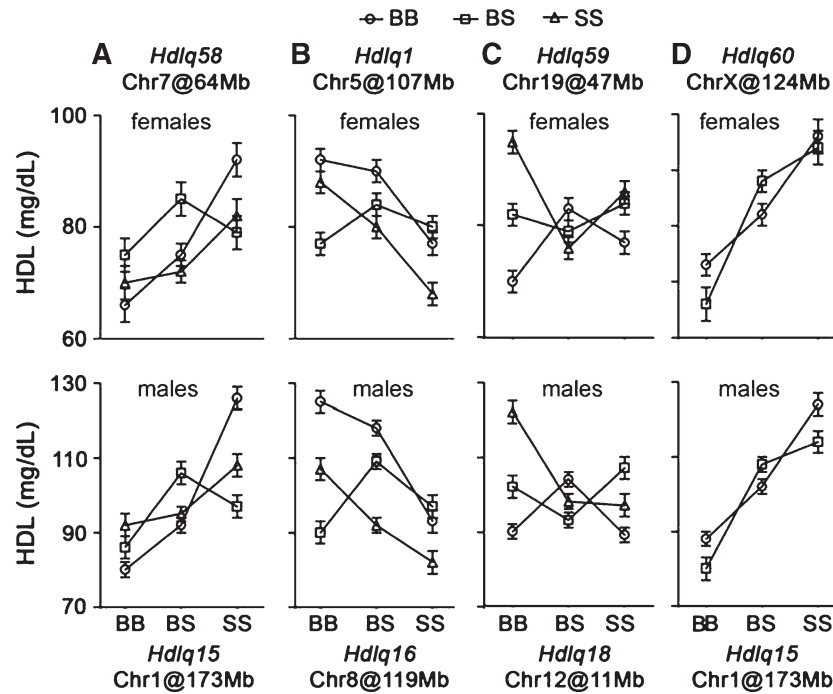 BB BS SS
A Hdlq58 B Hdlq1 C Hdlq59 D Hdlq60
Chr7@64Mb Chr5@107Mb Chr19@47Mb ChrX@124Mb
100 females females females females
HDL (mg/dL)
80
60
130 males males males males
HDL (mg/dL)
110
90
70
BB BS SS BB BS SS BB BS SS BB BS SS
Hdlq15 Hdlq16 Hdlq18 Hdlq15
Chr1@173Mb Chr8@119Mb Chr12@11Mb Chr1@173Mb